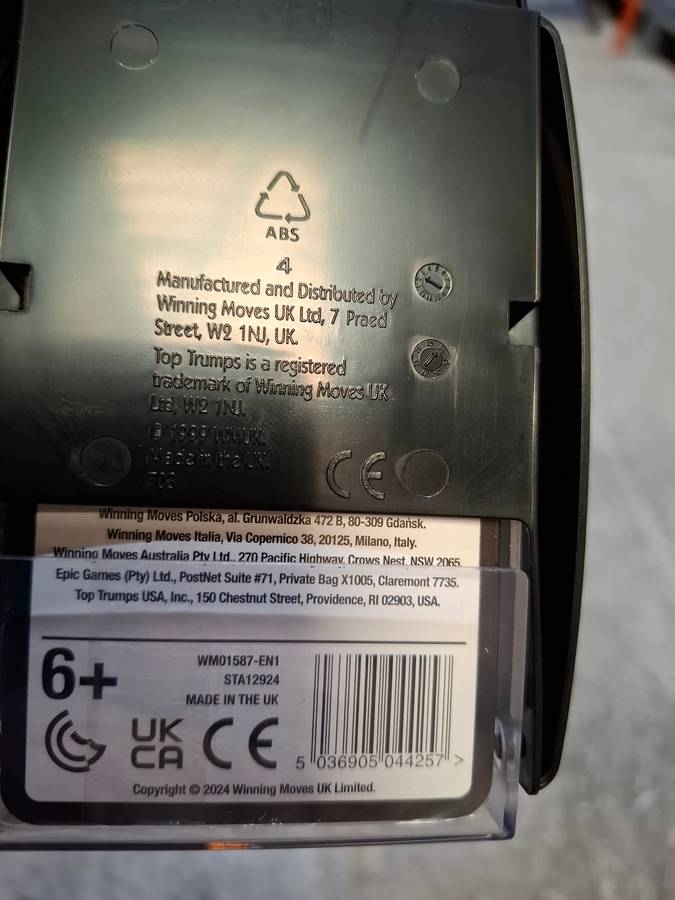 ABS
4
Manufactured and Distributed by
Winning Moves UK Ltd, 7 Praed
Street, W2 1NJ, UK.
Top Trumps is a registered
trademark of Winning Moves UK
Ltd, W2 1NJ.
© 1999 WMUK.
Made in the UK.
703
CE
Winning Moves Polska, al. Grunwaldzka 472 B, 80-309 Gdańsk.
Winning Moves Italia, Via Copernico 38, 20125, Milano, Italy.
Winning Moves Australia Pty Ltd., 270 Pacific Highway, Crows Nest, NSW 2065.
Epic Games (Pty) Ltd., PostNet Suite #71, Private Bag X1005, Claremont 7735.
Top Trumps USA, Inc., 150 Chestnut Street, Providence, RI 02903, USA.
6+
WM01587-EN1
STA12924
MADE IN THE UK
UK
CA
CE
5 036905 044257 >
Copyright © 2024 Winning Moves UK Limited.